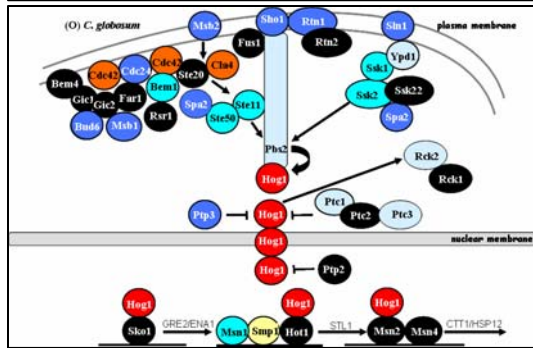 (O) C. globosum
Msb2
Sho1
Rtn1
Sln1
plasma membrane
Fus1
Rtn2
Ypd1
Cdc42
Cdc24
Cdc42
Cla4
Ste20
Ssk1
Bem4
Bem1
Gic1
Gic2
Far1
Rsr1
Spa2
Ste11
Ste50
Ssk2
Ssk22
Spa2
Bud6
Msb1
Pbs2
Hog1
Rck2
Rck1
Ptp3
Hog1
Ptc1
Ptc2
Ptc3
Hog1
nuclear membrane
Hog1
Ptp2
Hog1
Hog1
Hog1
Sko1
GRE2/ENA1
Msn1
Smp1
Hot1
STL1
Msn2
Msn4
CTT1/HSP12